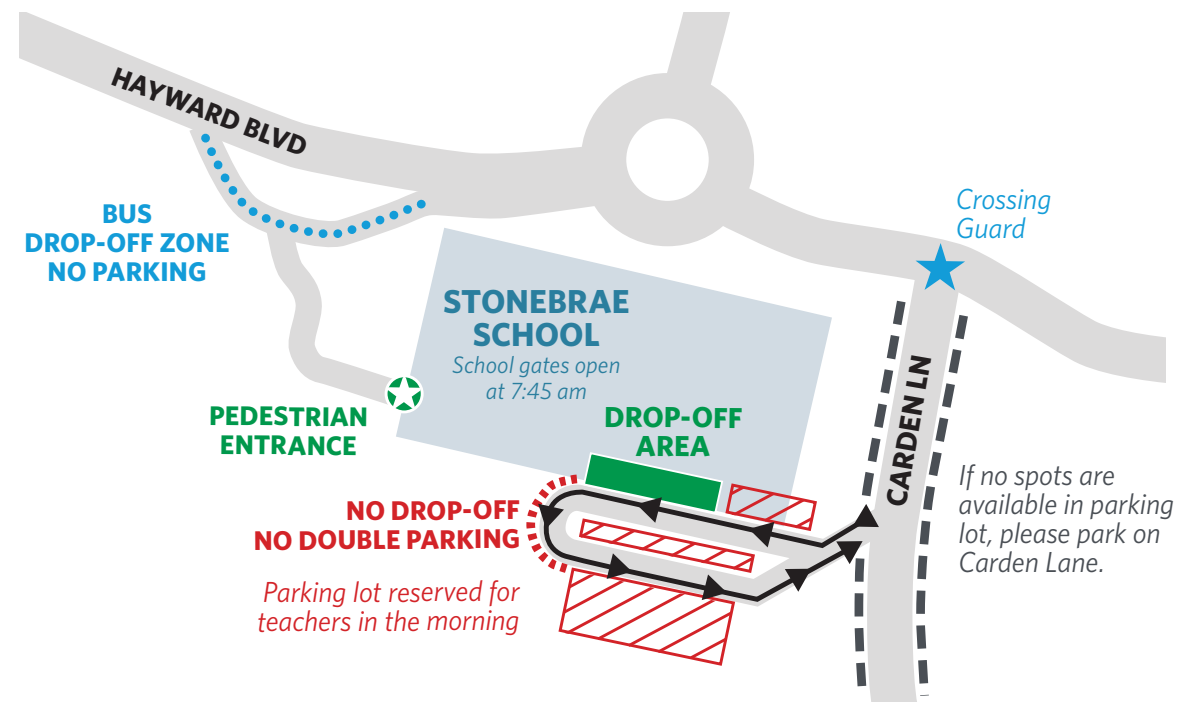 HAYWARD BLVD
BUS
DROP-OFF ZONE
NO PARKING
Crossing
Guard
STONEBRAE
SCHOOL
School gates open
at 7:45 am
PEDESTRIAN
ENTRANCE
DROP-OFF
AREA
CARDEN LN
NO DROP-OFF
NO DOUBLE PARKING
Parking lot reserved for
teachers in the morning
If no spots are
available in parking
lot, please park on
Carden Lane.